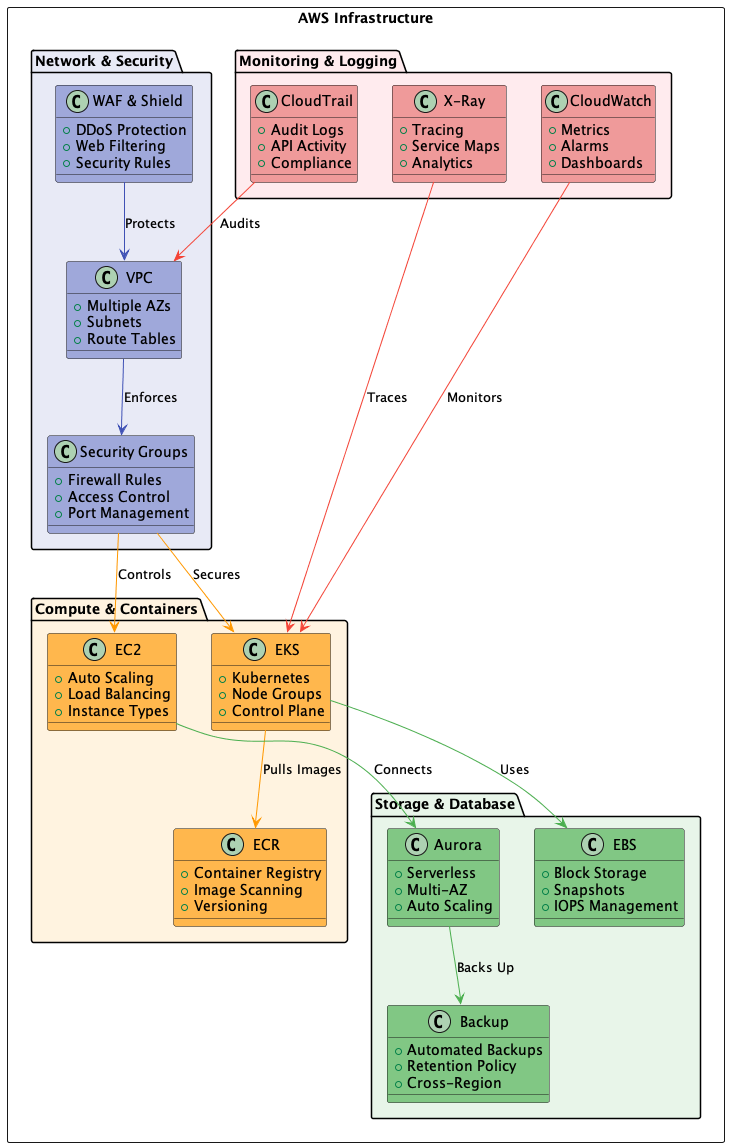 AWS Infrastructure
Network & Security
C WAF & Shield
DDoS Protection
Web Filtering
Security Rules
Protects
C VPC
Multiple AZs
Subnets
Route Tables
Enforces
C Security Groups
Firewall Rules
Access Control
Port Management
Monitoring & Logging
C CloudTrail
Audit Logs
API Activity
Compliance
C X-Ray
Tracing
Service Maps
Analytics
C CloudWatch
Metrics
Alarms
Dashboards
Audits
Traces
Monitors
Controls
Secures
Compute & Containers
C EC2
Auto Scaling
Load Balancing
Instance Types
C EKS
Kubernetes
Node Groups
Control Plane
Pulls Images
Connects
Uses
C ECR
Container Registry
Image Scanning
Versioning
Storage & Database
C Aurora
Serverless
Multi-AZ
Auto Scaling
C EBS
Block Storage
Snapshots
IOPS Management
Backs Up
C Backup
Automated Backups
Retention Policy
Cross-Region